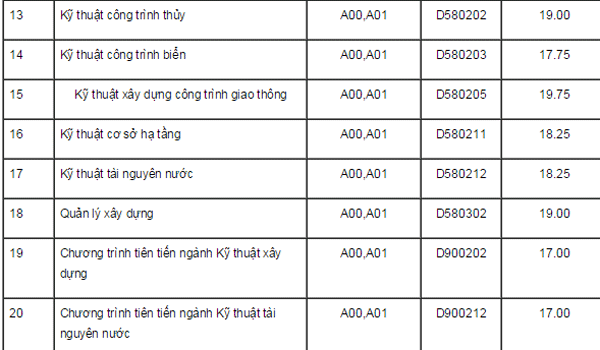 13 Kỹ thuật công trình thủy A00,A01 D580202 19.00
14 Kỹ thuật công trình biển A00,A01 D580203 17.75
15 Kỹ thuật xây dựng công trình giao thông A00,A01 D580205 19.75
16 Kỹ thuật cơ sở hạ tầng A00,A01 D580211 18.25
17 Kỹ thuật tài nguyên nước A00,A01 D580212 18.25
18 Quản lý xây dựng A00,A01 D580302 19.00
19 Chương trình tiên tiến ngành Kỹ thuật xây A00,A01 D900202 17.00
dựng
20 Chương trình tiên tiến ngành Kỹ thuật tài A00,A01 D900212 17.00
nguyên nước